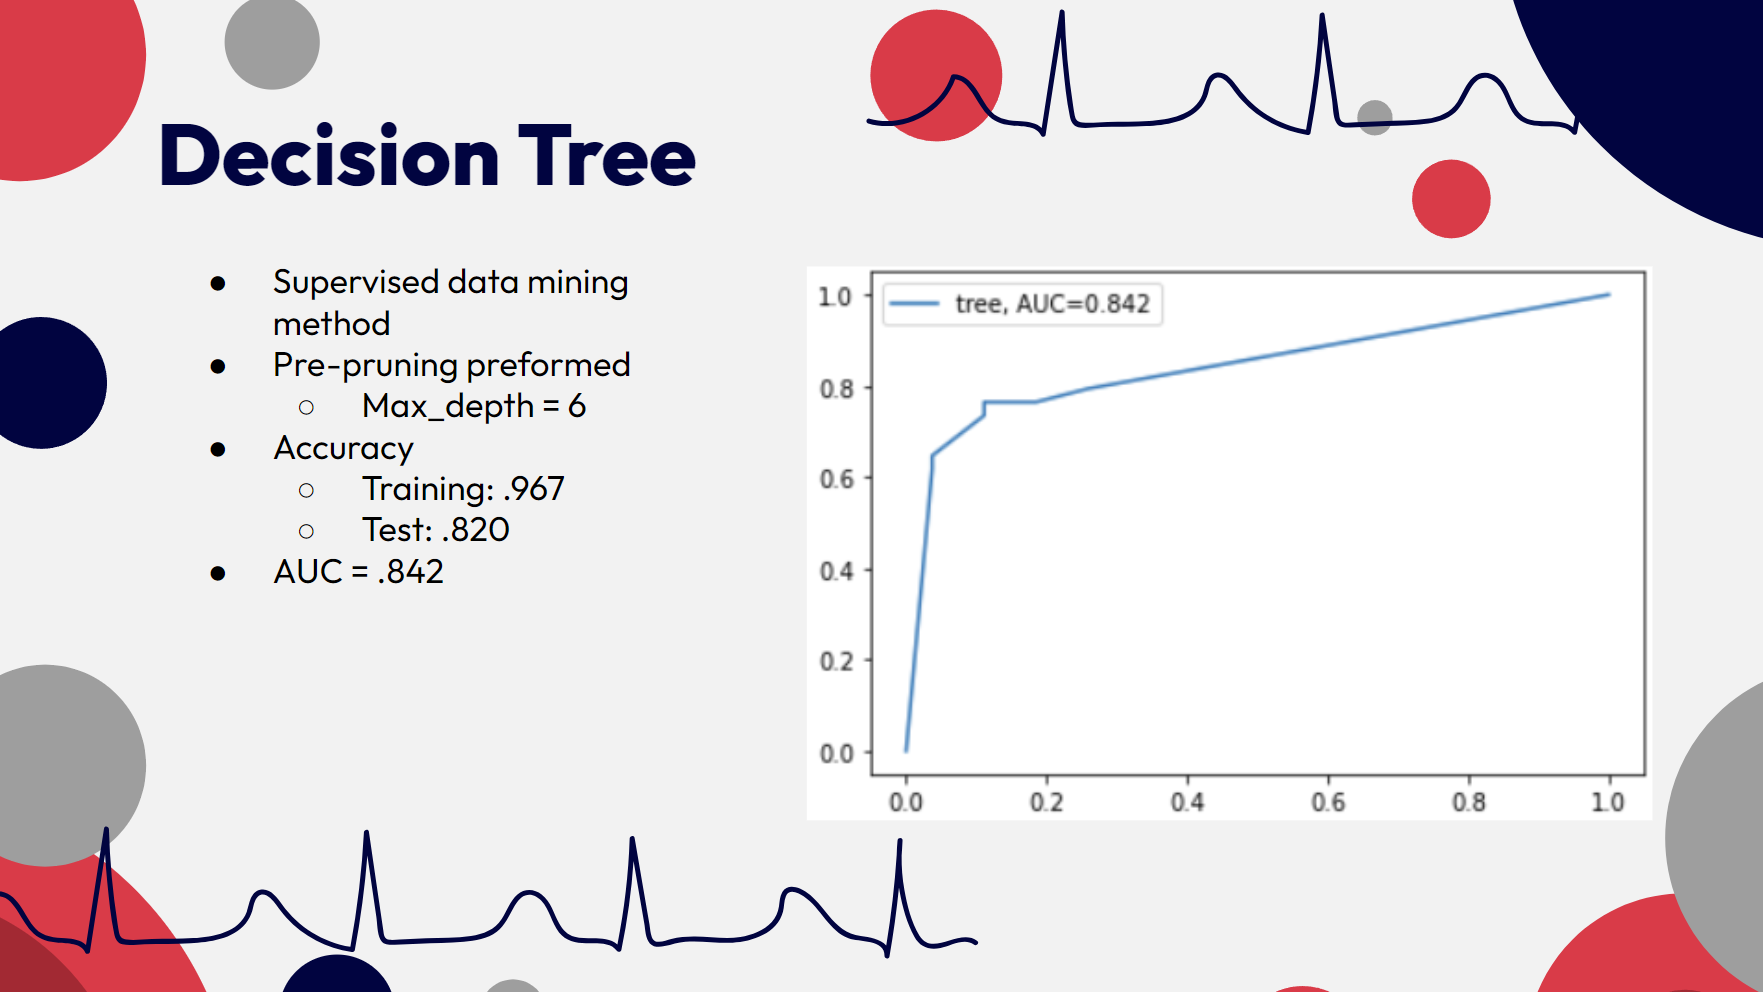 Decision Tree
● Supervised data mining
method
● Pre-pruning preformed
○ Max_depth = 6
● Accuracy
○ Training: .967
○ Test: .820
● AUC = .842
tree, AUC=0.842
1.0
0.8
0.6
0.4
0.2
0.0
0.0 0.2 0.4 0.6 0.8 1.0